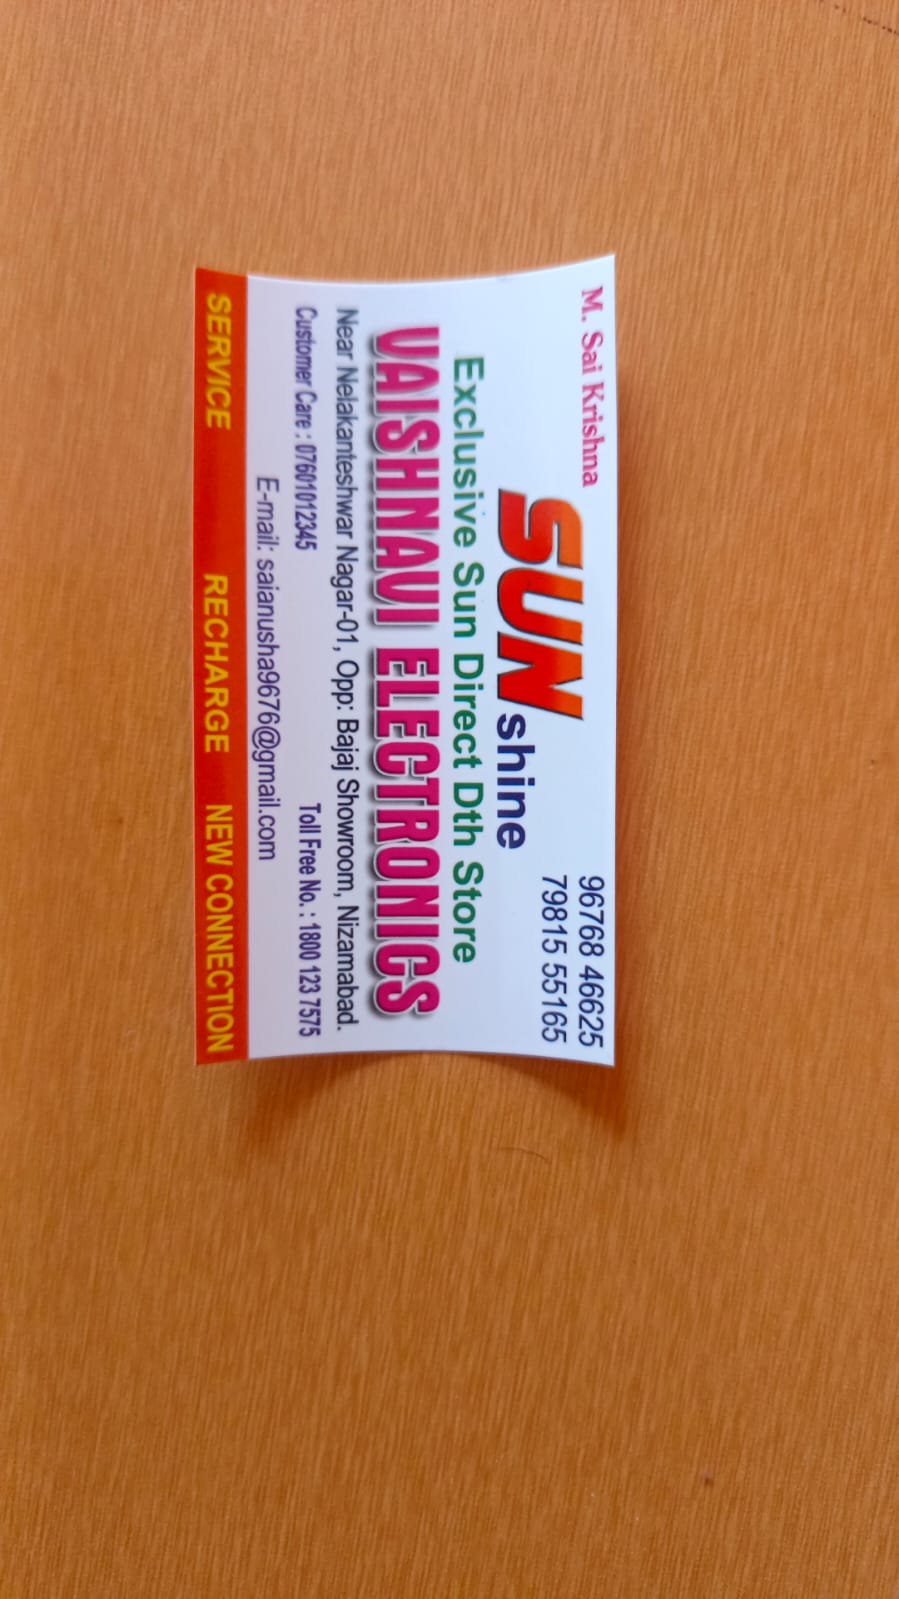 M. Sai Krishna
96768 46625
79815 55165
SUN shine
Exclusive Sun Direct Dth Store
VAISHNAVI ELECTRONICS
Near Nelakanteshwar Nagar-01, Opp: Bajaj Showroom, Nizamabad.
Customer Care : 07601012345 Toll Free No. : 1800 123 7575
E-mail: saianusha9676@gmail.com
SERVICE RECHARGE NEW CONNECTION